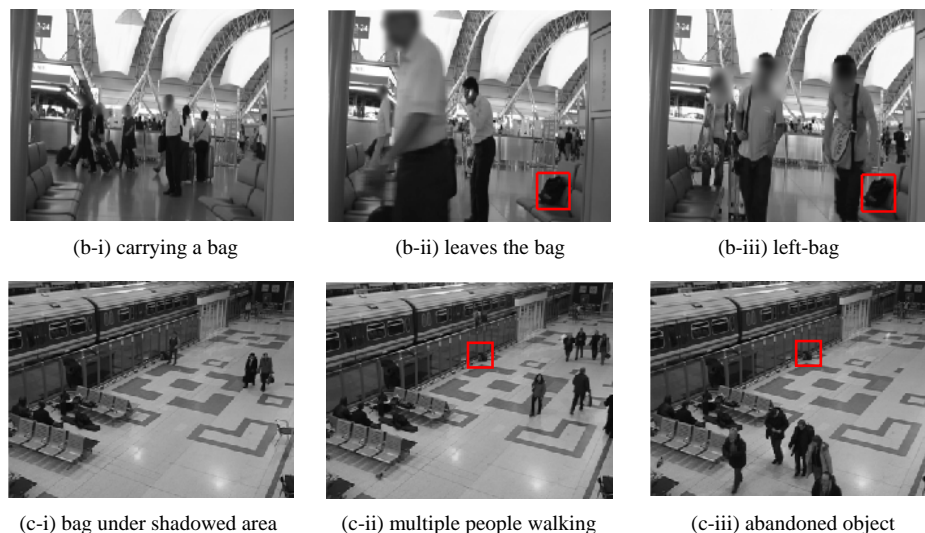 (b-i) carrying a bag
(b-ii) leaves the bag
(b-iii) left-bag
(c-i) bag under shadowed area
(c-ii) multiple people walking
(c-iii) abandoned object